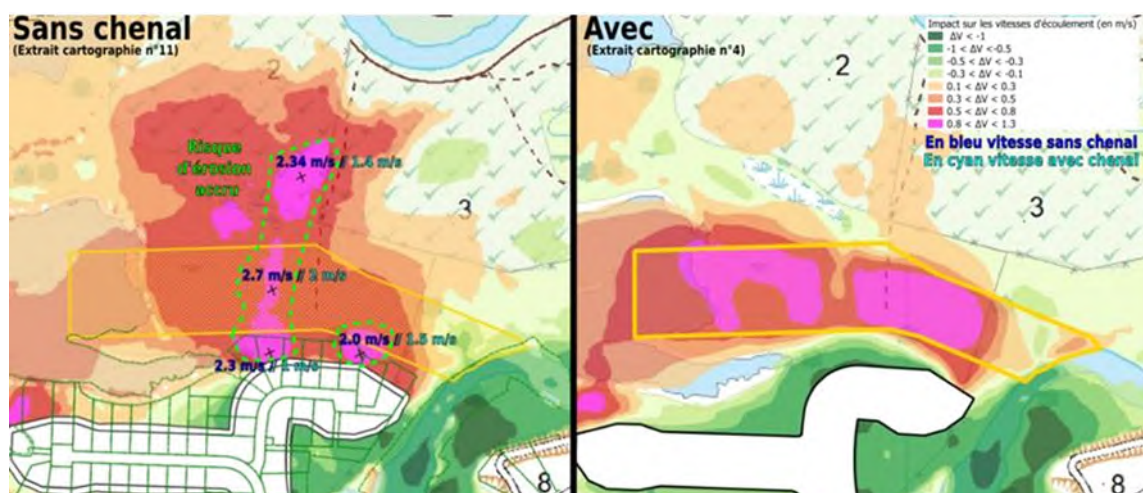 Sans chenal
(Extrait cartographie n°11)
2
Risque
d'érosion
accru
2.34 m/s // 1.4 m/s
3
2.7 m/s // 2 m/s
2.0 m/s // 1.5 m/s
2.3 m/s // 1 m/s
8
Avec
(Extrait cartographie n°4)
Impact sur les vitesses d'écoulement (en m/s)
ΔV < -1
-1 < ΔV < -0.5
-0.5 < ΔV < -0.3
-0.3 < ΔV < -0.1
0.1 < ΔV < 0.3
0.3 < ΔV < 0.5
0.5 < ΔV < 0.8
0.8 < ΔV < 1.3
En bleu vitesse sans chenal
En cyan vitesse avec chenal
2
3
8